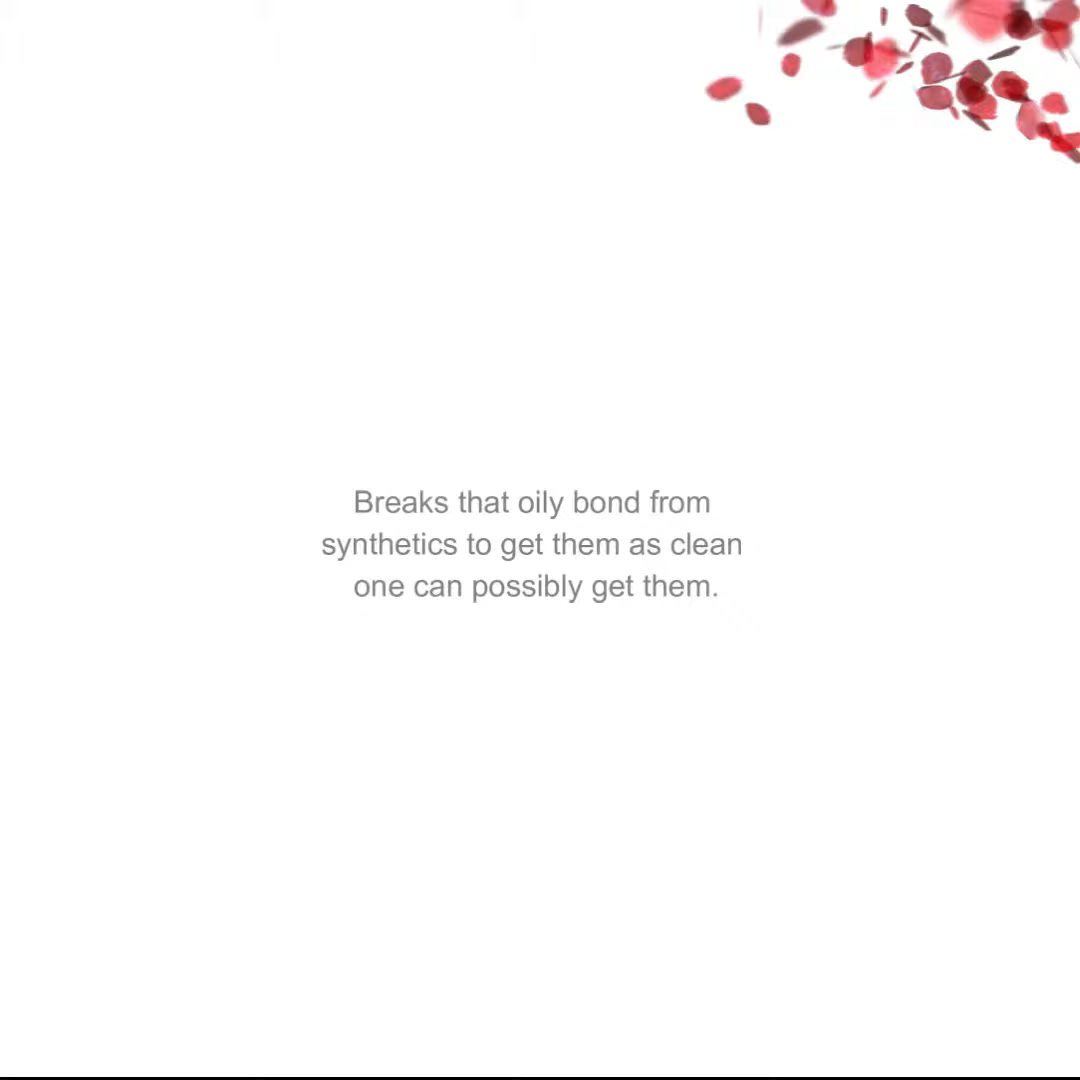 Breaks that oily bond from
synthetics to get them as clean
one can possibly get them.